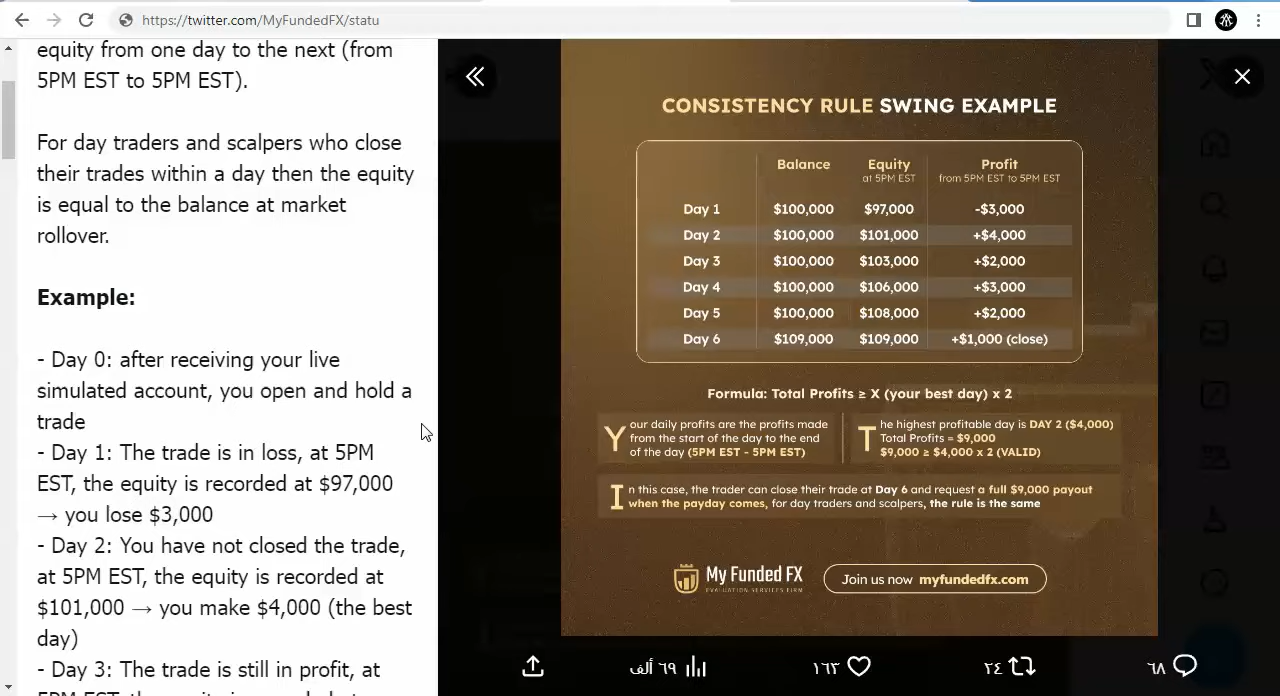 https://twitter.com/MyFundedFX/statu
equity from one day to the next (from
5PM EST to 5PM EST).
For day traders and scalpers who close
their trades within a day then the equity
is equal to the balance at market
rollover.
Example:
- Day 0: after receiving your live
simulated account, you open and hold a
trade
- Day 1: The trade is in loss, at 5PM
EST, the equity is recorded at $97,000
→ you lose $3,000
- Day 2: You have not closed the trade,
at 5PM EST, the equity is recorded at
$101,000 → you make $4,000 (the best
day)
- Day 3: The trade is still in profit, at
CONSISTENCY RULE SWING EXAMPLE
Balance Equity Profit
at 5PM EST from 5PM EST to 5PM EST
Day 1 $100,000 $97,000 -$3,000
Day 2 $100,000 $101,000 +$4,000
Day 3 $100,000 $103,000 +$2,000
Day 4 $100,000 $106,000 +$3,000
Day 5 $100,000 $108,000 +$2,000
Day 6 $109,000 $109,000 +$1,000 (close)
Formula: Total Profits ≥ X (your best day) x 2
Your daily profits are the profits made
from the start of the day to the end
of the day (5PM EST - 5PM EST)
The highest profitable day is DAY 2 ($4,000)
Total Profits = $9,000
$9,000 ≥ $4,000 x 2 (VALID)
In this case, the trader can close their trade at Day 6 and request a full $9,000 payout
when the payday comes, for day traders and scalpers, the rule is the same
My Funded FX
EVALUATION SERVICES FIRM
Join us now myfundedfx.com
٦٩ ألف
١٦٣
٢٤
٦٨